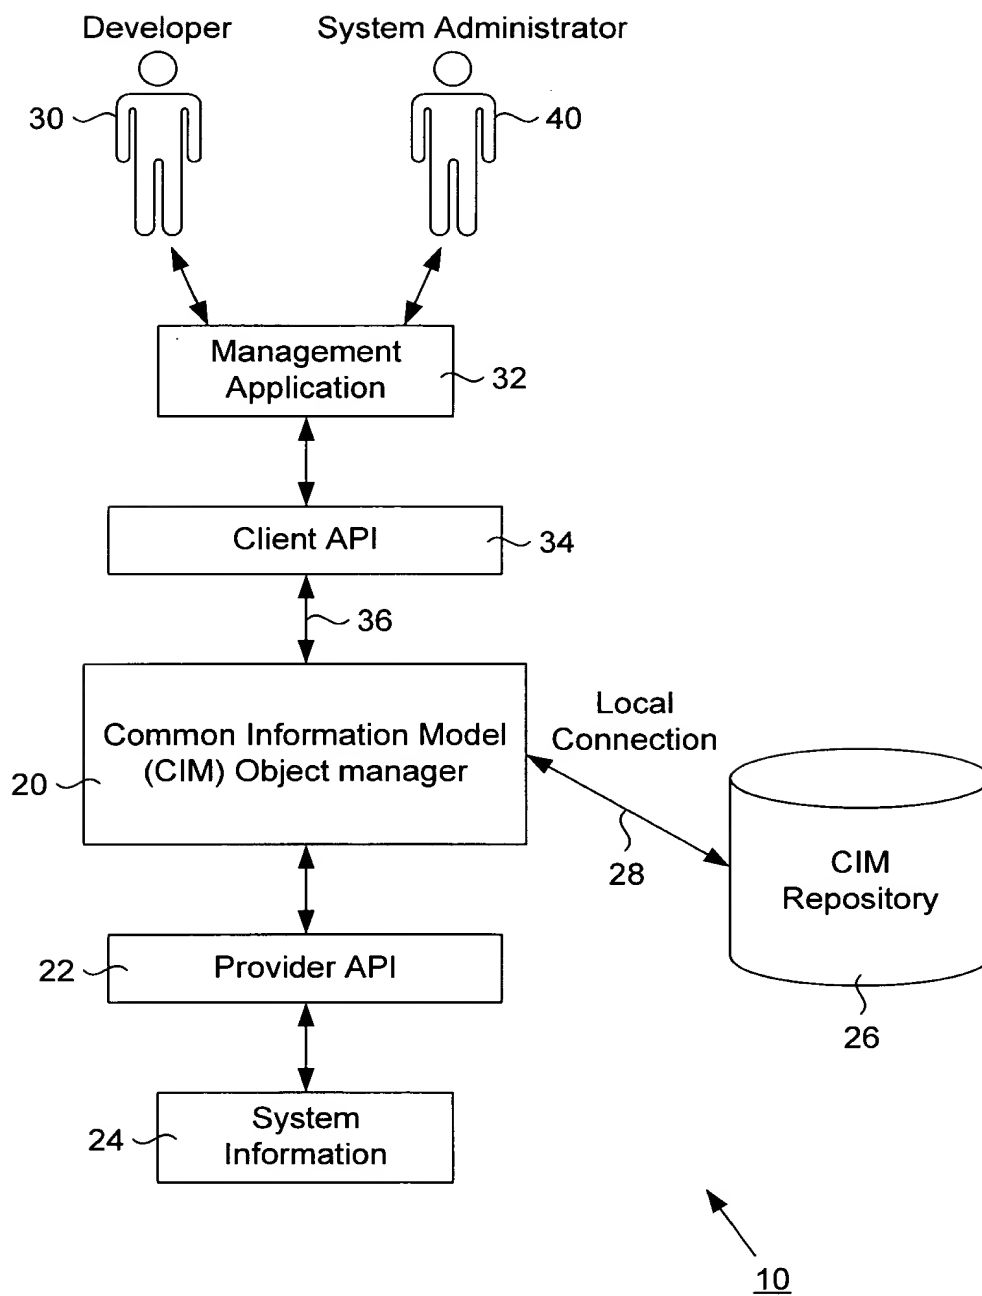 Developer
System Administrator
30
40
Management
Application
32
Client API
34
36
Common Information Model
(CIM) Object manager
20
Local
Connection
28
CIM
Repository
26
Provider API
22
System
Information
24
10